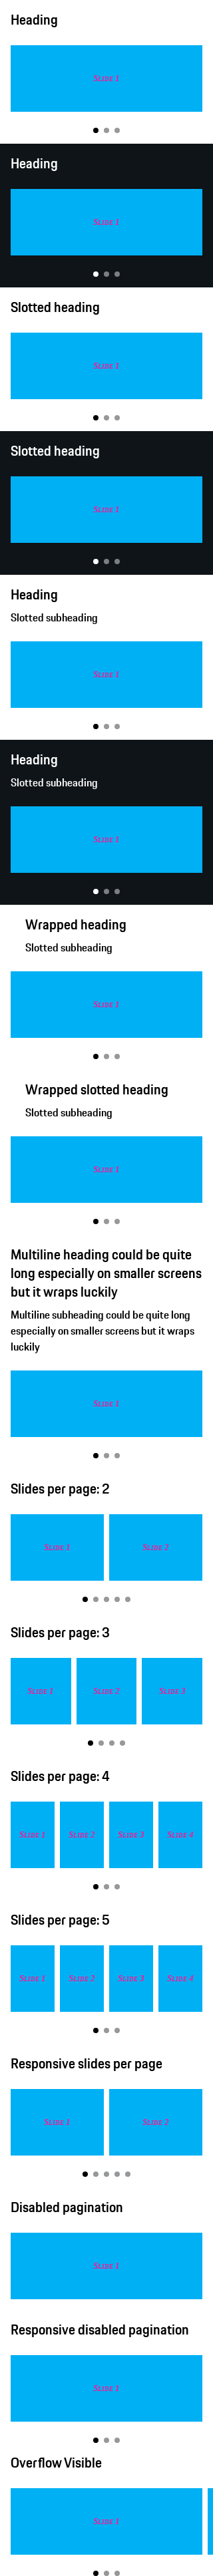 Heading
Slide 1
Heading
Slide 1
Slotted heading
Slide 1
Slotted heading
Slide 1
Heading
Slotted subheading
Slide 1
Heading
Slotted subheading
Slide 1
Wrapped heading
Slotted subheading
Slide 1
Wrapped slotted heading
Slotted subheading
Slide 1
Multiline heading could be quite
long especially on smaller screens
but it wraps luckily
Multiline subheading could be quite long
especially on smaller screens but it wraps
luckily
Slide 1
Slides per page: 2
Slide 1 Slide 2
Slides per page: 3
Slide 1 Slide 2 Slide 3
Slides per page: 4
Slide 1 Slide 2 Slide 3 Slide 4
Slides per page: 5
Slide 1 Slide 2 Slide 3 Slide 4
Responsive slides per page
Slide 1 Slide 2
Disabled pagination
Slide 1
Responsive disabled pagination
Slide 1
Overflow Visible
Slide 1